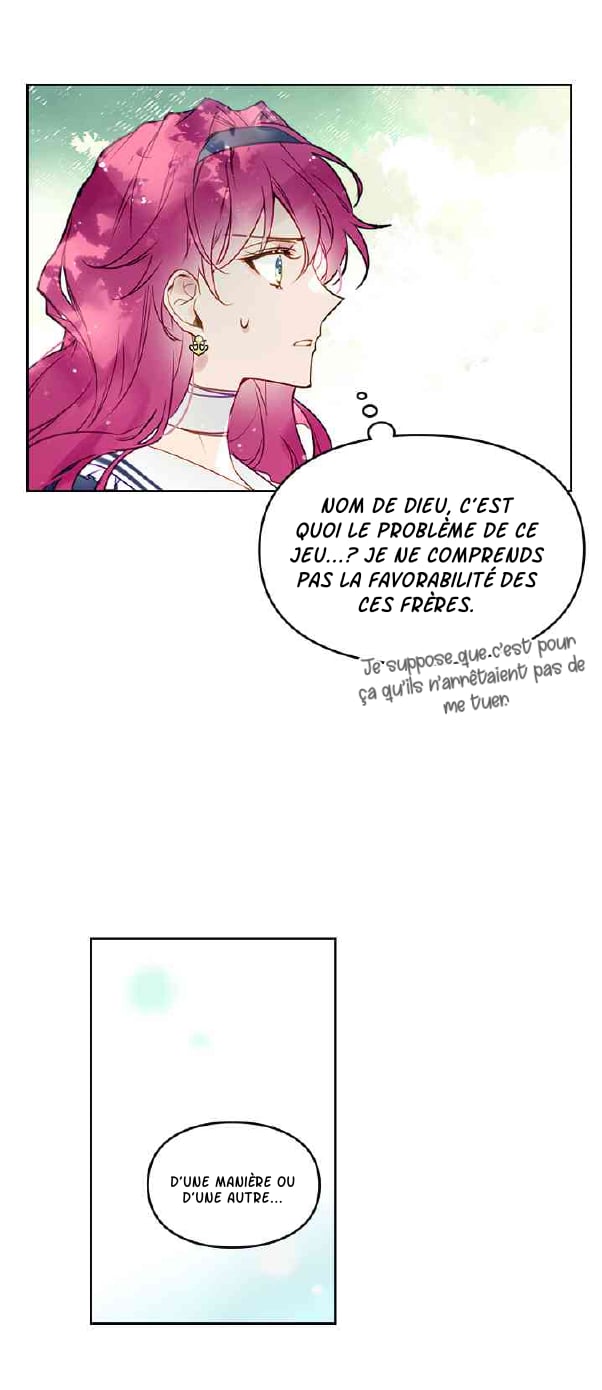 NOM DE DIEU, C'EST
QUOI LE PROBLÈME DE CE
JEU...? JE NE COMPRENDS
PAS LA FAVORABILITÉ DES
CES FRÈRES.
Je suppose que c'est pour
ça qu'ils n'arrêtaient pas de
me tuer.
D'UNE MANIÈRE OU
D'UNE AUTRE...